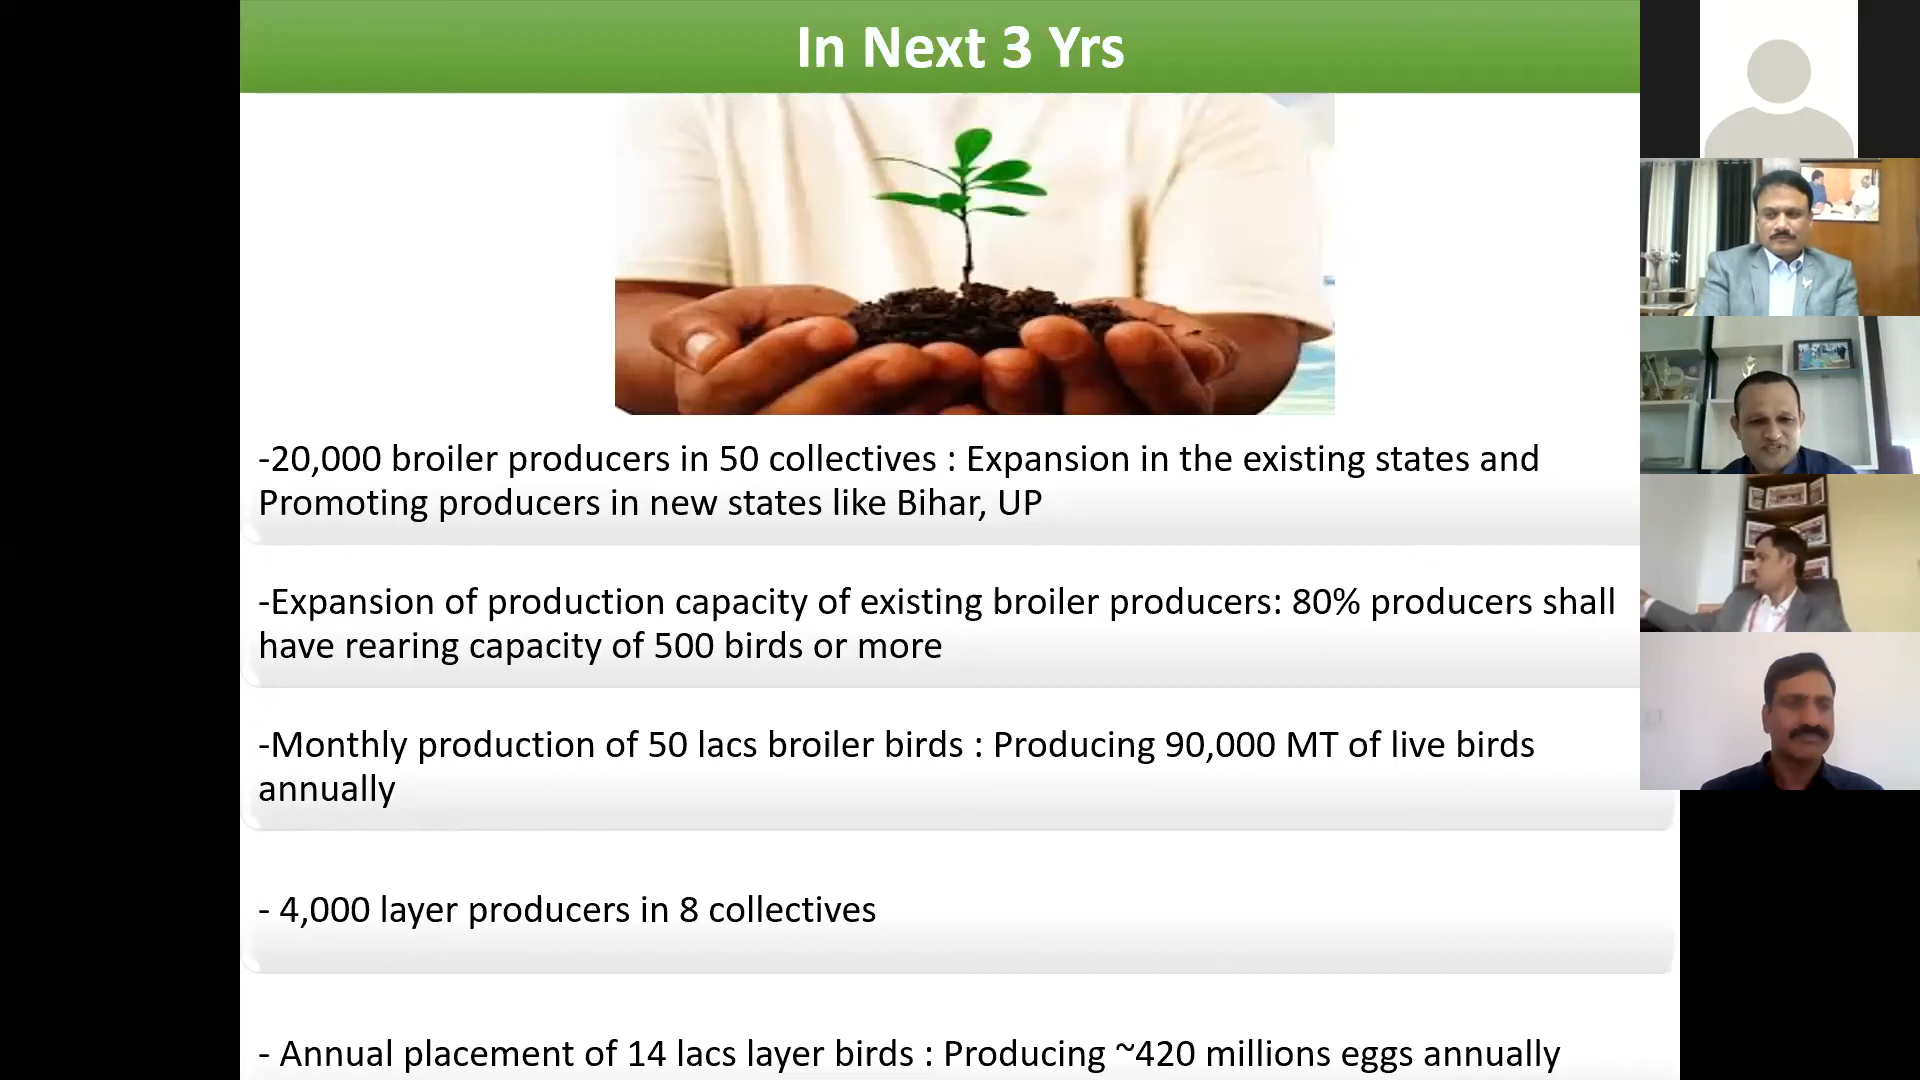 In Next 3 Yrs
-20,000 broiler producers in 50 collectives : Expansion in the existing states and
Promoting producers in new states like Bihar, UP
-Expansion of production capacity of existing broiler producers: 80% producers shall
have rearing capacity of 500 birds or more
-Monthly production of 50 lacs broiler birds : Producing 90,000 MT of live birds
annually
- 4,000 layer producers in 8 collectives
- Annual placement of 14 lacs layer birds : Producing ~420 millions eggs annually